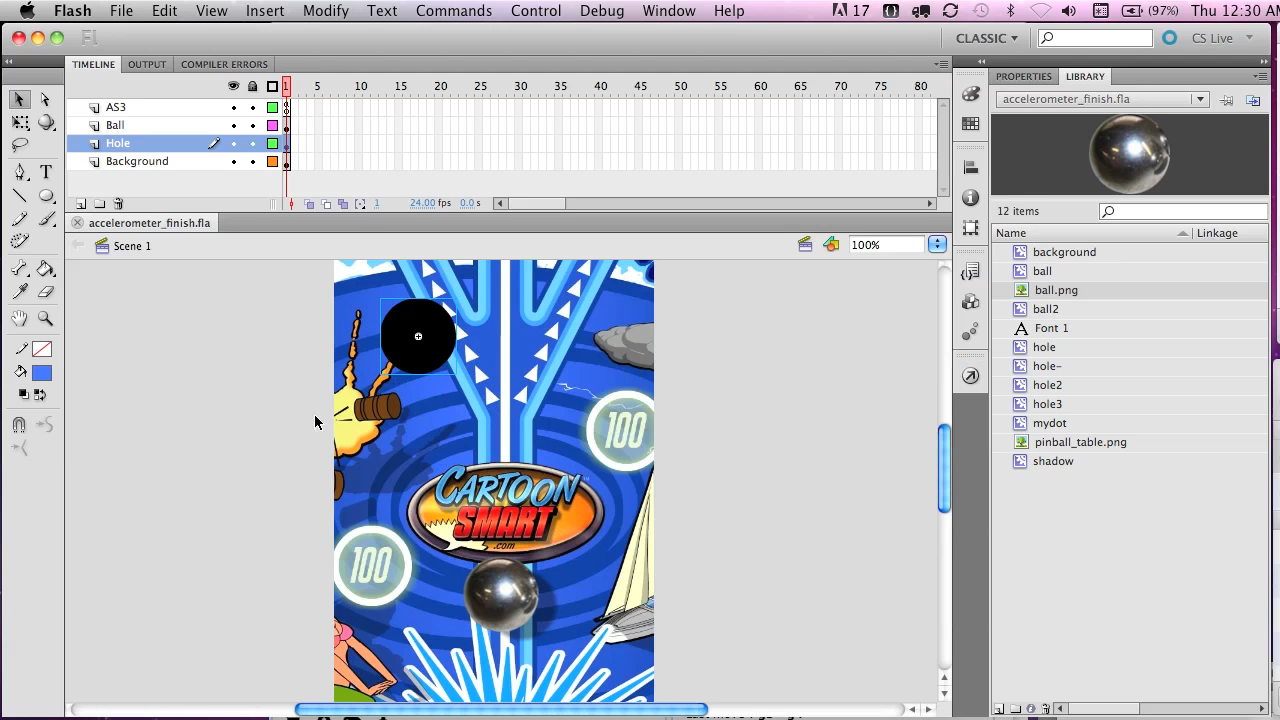 Flash File Edit View Insert Modify Text Commands Control Debug Window Help 17 (97%) Thu 12:30 AM
Fl CLASSIC CS Live
TIMELINE OUTPUT COMPILER ERRORS
1 5 10 15 20 25 30 35 40 45 50 55 60 65 70 75 80
AS3
Ball
Hole
Background
1 24.00 fps 0.0 s
accelerometer_finish.fla
Scene 1 100%
100
CARTOON
SMART
.com
100
PROPERTIES LIBRARY
accelerometer_finish.fla
12 items
Name Linkage
background
ball
ball.png
ball2
Font 1
hole
hole-
hole2
hole3
mydot
pinball_table.png
shadow